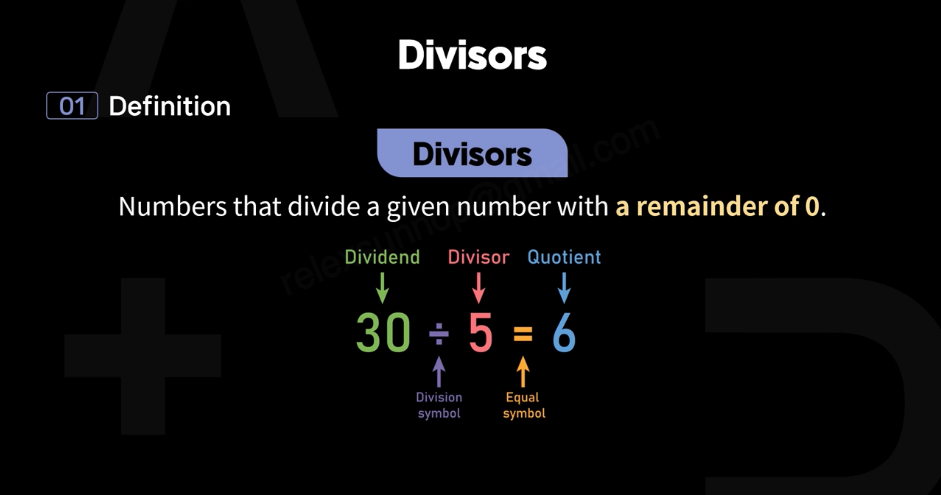 Divisors
01 Definition
Divisors
Numbers that divide a given number with a remainder of 0.
Dividend Divisor Quotient
30 ÷ 5 = 6
Division Equal
symbol symbol